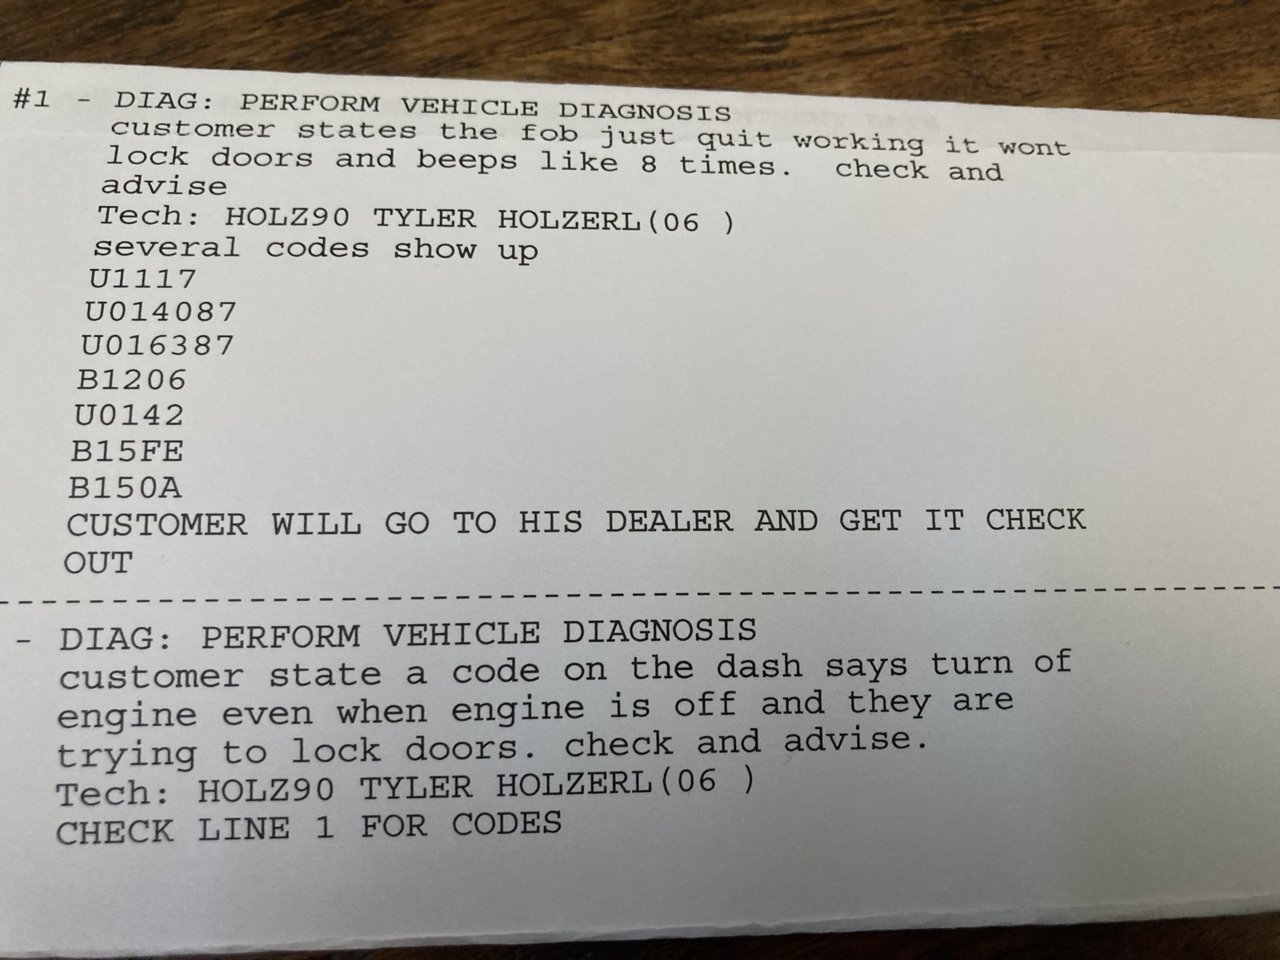 #1 - DIAG: PERFORM VEHICLE DIAGNOSIS
customer states the fob just quit working it wont
lock doors and beeps like 8 times. check and
advise
Tech: HOLZ90 TYLER HOLZERL(06 )
several codes show up
U1117
U014087
U016387
B1206
U0142
B15FE
B150A
CUSTOMER WILL GO TO HIS DEALER AND GET IT CHECK
OUT
- DIAG: PERFORM VEHICLE DIAGNOSIS
customer state a code on the dash says turn of
engine even when engine is off and they are
trying to lock doors. check and advise.
Tech: HOLZ90 TYLER HOLZERL(06 )
CHECK LINE 1 FOR CODES